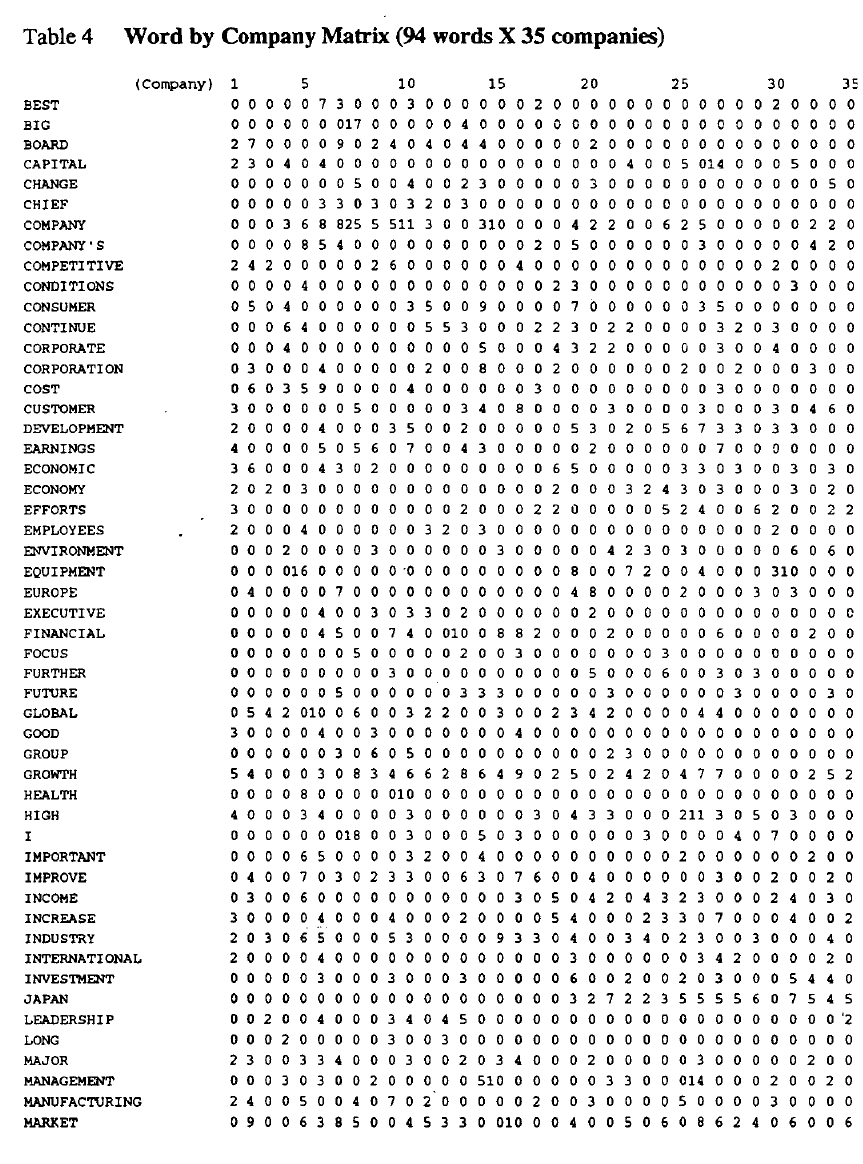 Table 4 Word by Company Matrix (94 words X 35 companies)
(Company) 1 5 10 15 20 25 30 35
BEST 0 0 0 0 0 7 3 0 0 0 3 0 0 0 0 0 0 2 0 0 0 0 0 0 0 0 0 0 0 0 2 0 0 0 0
BIG 0 0 0 0 0 0 017 0 0 0 0 0 4 0 0 0 0 0 0 0 0 0 0 0 0 0 0 0 0 0 0 0 0 0
BOARD 2 7 0 0 0 0 9 0 2 4 0 4 0 4 4 0 0 0 0 0 2 0 0 0 0 0 0 0 0 0 0 0 0 0 0
CAPITAL 2 3 0 4 0 4 0 0 0 0 0 0 0 0 0 0 0 0 0 0 0 0 4 0 0 5 014 0 0 0 5 0 0 0
CHANGE 0 0 0 0 0 0 0 5 0 0 4 0 0 2 3 0 0 0 0 0 3 0 0 0 0 0 0 0 0 0 0 0 0 5 0
CHIEF 0 0 0 0 0 3 3 0 3 0 3 2 0 3 0 0 0 0 0 0 0 0 0 0 0 0 0 0 0 0 0 0 0 0 0
COMPANY 0 0 0 3 6 8 825 5 511 3 0 0 310 0 0 0 4 2 2 0 0 6 2 5 0 0 0 0 0 2 2 0
COMPANY'S 0 0 0 0 8 5 4 0 0 0 0 0 0 0 0 0 0 2 0 5 0 0 0 0 0 0 3 0 0 0 0 0 4 2 0
COMPETITIVE 2 4 2 0 0 0 0 0 2 6 0 0 0 0 0 0 4 0 0 0 0 0 0 0 0 0 0 0 0 0 2 0 0 0 0
CONDITIONS 0 0 0 0 4 0 0 0 0 0 0 0 0 0 0 0 0 0 2 3 0 0 0 0 0 0 0 0 0 0 0 3 0 0 0
CONSUMER 0 5 0 4 0 0 0 0 0 0 3 5 0 0 9 0 0 0 0 7 0 0 0 0 0 0 3 5 0 0 0 0 0 0 0
CONTINUE 0 0 0 6 4 0 0 0 0 0 0 5 5 3 0 0 0 2 2 3 0 2 2 0 0 0 0 3 2 0 3 0 0 0 0
CORPORATE 0 0 0 4 0 0 0 0 0 0 0 0 0 0 5 0 0 0 4 3 2 2 0 0 0 0 0 3 0 0 4 0 0 0 0
CORPORATION 0 3 0 0 0 4 0 0 0 0 0 2 0 0 8 0 0 0 2 0 0 0 0 0 0 2 0 0 2 0 0 0 3 0 0
COST 0 6 0 3 5 9 0 0 0 0 4 0 0 0 0 0 0 3 0 0 0 0 0 0 0 0 0 3 0 0 0 0 0 0 0
CUSTOMER 3 0 0 0 0 0 0 5 0 0 0 0 0 3 4 0 8 0 0 0 0 3 0 0 0 0 3 0 0 0 3 0 4 6 0
DEVELOPMENT 2 0 0 0 0 4 0 0 0 3 5 0 0 2 0 0 0 0 0 5 3 0 2 0 5 6 7 3 3 0 3 3 0 0 0
EARNINGS 4 0 0 0 0 5 0 5 6 0 7 0 0 4 3 0 0 0 0 0 2 0 0 0 0 0 0 7 0 0 0 0 0 0 0
ECONOMIC 3 6 0 0 0 4 3 0 2 0 0 0 0 0 0 0 0 0 6 5 0 0 0 0 0 3 3 0 3 0 0 3 0 3 0
ECONOMY 2 0 2 0 3 0 0 0 0 0 0 0 0 0 0 0 0 0 2 0 0 0 3 2 4 3 0 3 0 0 0 3 0 2 0
EFFORTS 3 0 0 0 0 0 0 0 0 0 0 0 0 2 0 0 0 2 2 0 0 0 0 0 5 2 4 0 0 6 2 0 0 2 2
EMPLOYEES 2 0 0 0 4 0 0 0 0 0 0 3 2 0 3 0 0 0 0 0 0 0 0 0 0 0 0 0 0 0 2 0 0 0 0
ENVIRONMENT 0 0 0 2 0 0 0 0 3 0 0 0 0 0 0 3 0 0 0 0 0 4 2 3 0 3 0 0 0 0 0 6 0 6 0
EQUIPMENT 0 0 0 016 0 0 0 0 0 0 0 0 0 0 0 0 0 0 8 0 0 7 2 0 0 4 0 0 0 310 0 0 0
EUROPE 0 4 0 0 0 0 7 0 0 0 0 0 0 0 0 0 0 0 0 4 8 0 0 0 0 2 0 0 0 3 0 3 0 0 0
EXECUTIVE 0 0 0 0 0 4 0 0 3 0 3 3 0 2 0 0 0 0 0 0 2 0 0 0 0 0 0 0 0 0 0 0 0 0 0
FINANCIAL 0 0 0 0 0 4 5 0 0 7 4 0 010 0 8 8 2 0 0 0 2 0 0 0 0 0 6 0 0 0 0 2 0 0
FOCUS 0 0 0 0 0 0 0 5 0 0 0 0 0 2 0 0 3 0 0 0 0 0 0 0 3 0 0 0 0 0 0 0 0 0 0
FURTHER 0 0 0 0 0 0 0 0 0 3 0 0 0 0 0 0 0 0 0 0 5 0 0 0 6 0 0 3 0 3 0 0 0 0 0
FUTURE 0 0 0 0 0 0 5 0 0 0 0 0 0 3 3 3 0 0 0 0 0 3 0 0 0 0 0 0 3 0 0 0 0 3 0
GLOBAL 0 5 4 2 010 0 6 0 0 3 2 2 0 0 3 0 0 2 3 4 2 0 0 0 0 4 4 0 0 0 0 0 0 0
GOOD 3 0 0 0 0 4 0 0 3 0 0 0 0 0 0 0 4 0 0 0 0 0 0 0 0 0 0 0 0 0 0 0 0 0 0
GROUP 0 0 0 0 0 0 3 0 6 0 5 0 0 0 0 0 0 0 0 0 0 2 3 0 0 0 0 0 0 0 0 0 0 0 0
GROWTH 5 4 0 0 0 3 0 8 3 4 6 6 2 8 6 4 9 0 2 5 0 2 4 2 0 4 7 7 0 0 0 0 2 5 2
HEALTH 0 0 0 0 8 0 0 0 0 010 0 0 0 0 0 0 0 0 0 0 0 0 0 0 0 0 0 0 0 0 0 0 0 0
HIGH 4 0 0 0 3 4 0 0 0 0 3 0 0 0 0 0 0 3 0 4 3 3 0 0 0 211 3 0 5 0 3 0 0 0
I 0 0 0 0 0 0 018 0 0 3 0 0 0 5 0 3 0 0 0 0 0 0 3 0 0 0 0 4 0 7 0 0 0 0
IMPORTANT 0 0 0 0 6 5 0 0 0 0 3 2 0 0 4 0 0 0 0 0 0 0 0 0 0 2 0 0 0 0 0 0 2 0 0
IMPROVE 0 4 0 0 7 0 3 0 2 3 3 0 0 6 3 0 7 6 0 0 4 0 0 0 0 0 0 3 0 0 2 0 0 2 0
INCOME 0 3 0 0 6 0 0 0 0 0 0 0 0 0 0 0 3 0 5 0 4 2 0 4 3 2 3 0 0 0 2 4 0 3 0
INCREASE 3 0 0 0 0 4 0 0 0 4 0 0 0 2 0 0 0 0 5 4 0 0 0 2 3 3 0 7 0 0 0 4 0 0 2
INDUSTRY 2 0 3 0 6 5 0 0 0 5 3 0 0 0 0 9 3 3 0 4 0 0 3 4 0 2 3 0 0 3 0 0 0 4 0
INTERNATIONAL 2 0 0 0 0 4 0 0 0 0 0 0 0 0 0 0 0 0 0 3 0 0 0 0 0 0 3 4 2 0 0 0 0 2 0
INVESTMENT 0 0 0 0 0 3 0 0 0 3 0 0 0 3 0 0 0 0 0 6 0 0 2 0 0 2 0 3 0 0 0 5 4 4 0
JAPAN 0 0 0 0 0 0 0 0 0 0 0 0 0 0 0 0 0 0 0 3 2 7 2 2 3 5 5 5 5 6 0 7 5 4 5
LEADERSHIP 0 0 2 0 0 4 0 0 0 3 4 0 4 5 0 0 0 0 0 0 0 0 0 0 0 0 0 0 0 0 0 0 0 0 2
LONG 0 0 0 2 0 0 0 0 0 3 0 0 3 0 0 0 0 0 0 0 0 0 0 0 0 0 0 0 0 0 0 0 0 0 0
MAJOR 2 3 0 0 3 3 4 0 0 0 3 0 0 2 0 3 4 0 0 0 2 0 0 0 0 0 3 0 0 0 0 0 2 0 0
MANAGEMENT 0 0 0 3 0 3 0 0 2 0 0 0 0 0 510 0 0 0 0 0 3 3 0 0 014 0 0 0 2 0 0 2 0
MANUFACTURING 2 4 0 0 5 0 0 4 0 7 0 2 0 0 0 0 0 2 0 0 3 0 0 0 0 5 0 0 0 0 3 0 0 0 0
MARKET 0 9 0 0 6 3 8 5 0 0 4 5 3 3 0 010 0 0 4 0 0 5 0 6 0 8 6 2 4 0 6 0 0 6